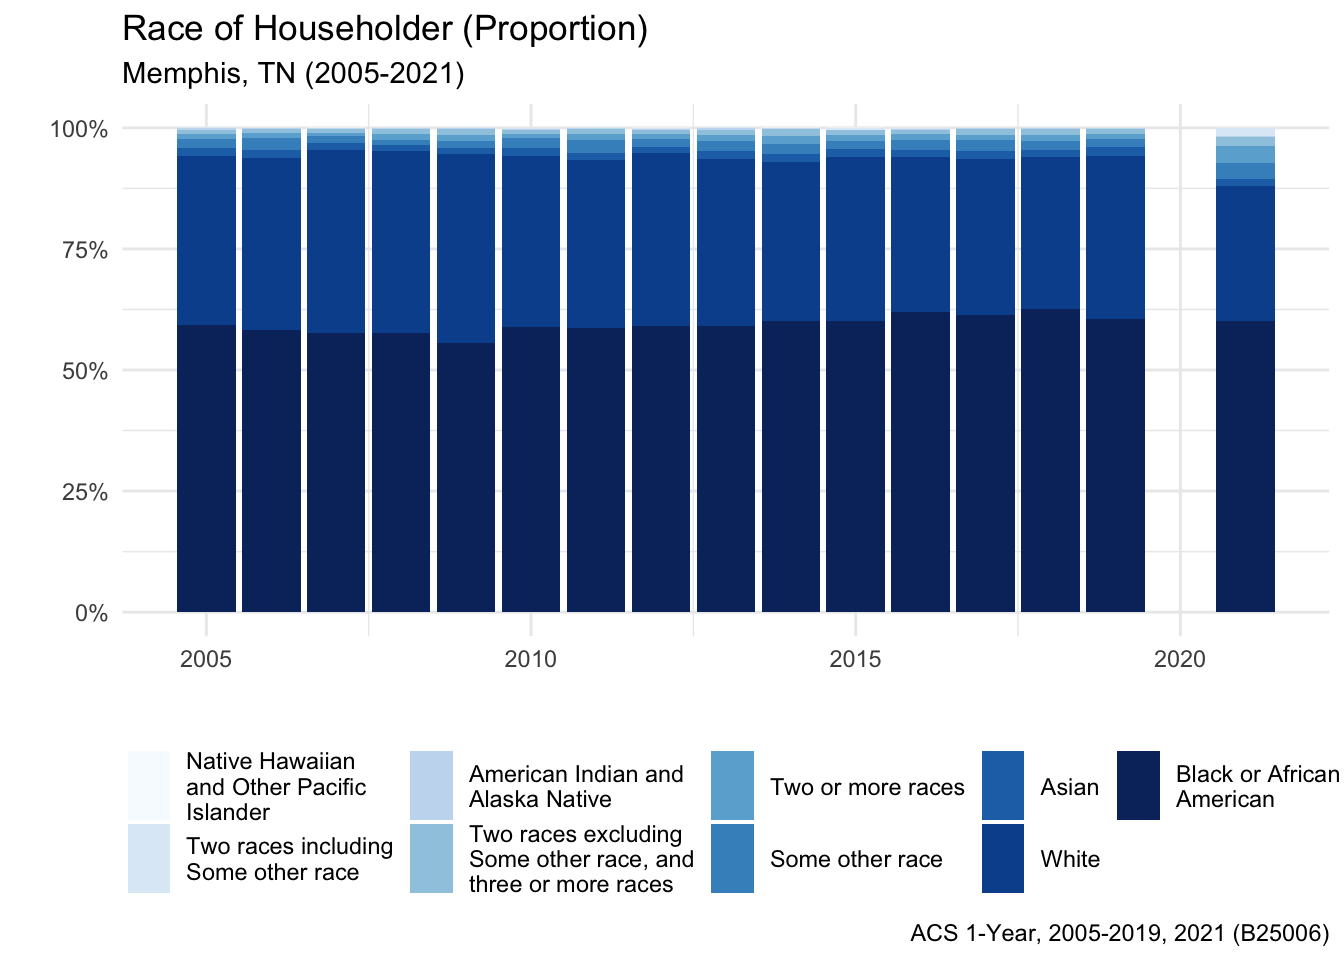 Race of Householder (Proportion)
Memphis, TN (2005-2021)
100%
75%
50%
25%
0%
2005
2010
2015
2020
Native Hawaiian
and Other Pacific
Islander
Two races including
Some other race
American Indian and
Alaska Native
Two races excluding
Some other race, and
three or more races
Two or more races
Some other race
Asian
White
Black or African
American
ACS 1-Year, 2005-2019, 2021 (B25006)